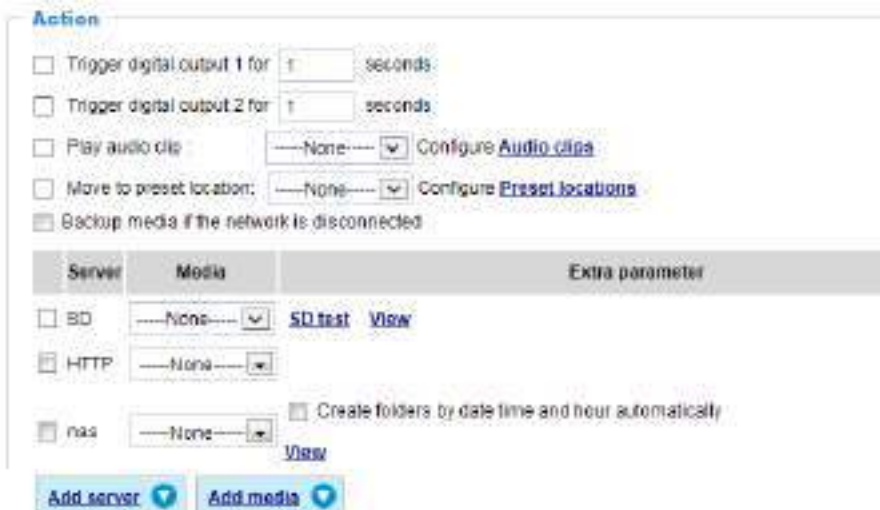 Action
Trigger digital output 1 for 1 seconds
Trigger digital output 2 for 1 seconds
Play audio clip : -----None----- Configure Audio clips
Move to preset location: -----None----- Configure Preset locations
Backup media if the network is disconnected
Server Media Extra parameter
SD -----None----- SD test View
HTTP -----None-----
Create folders by date time and hour automatically
nas -----None-----
View
Add server Add media